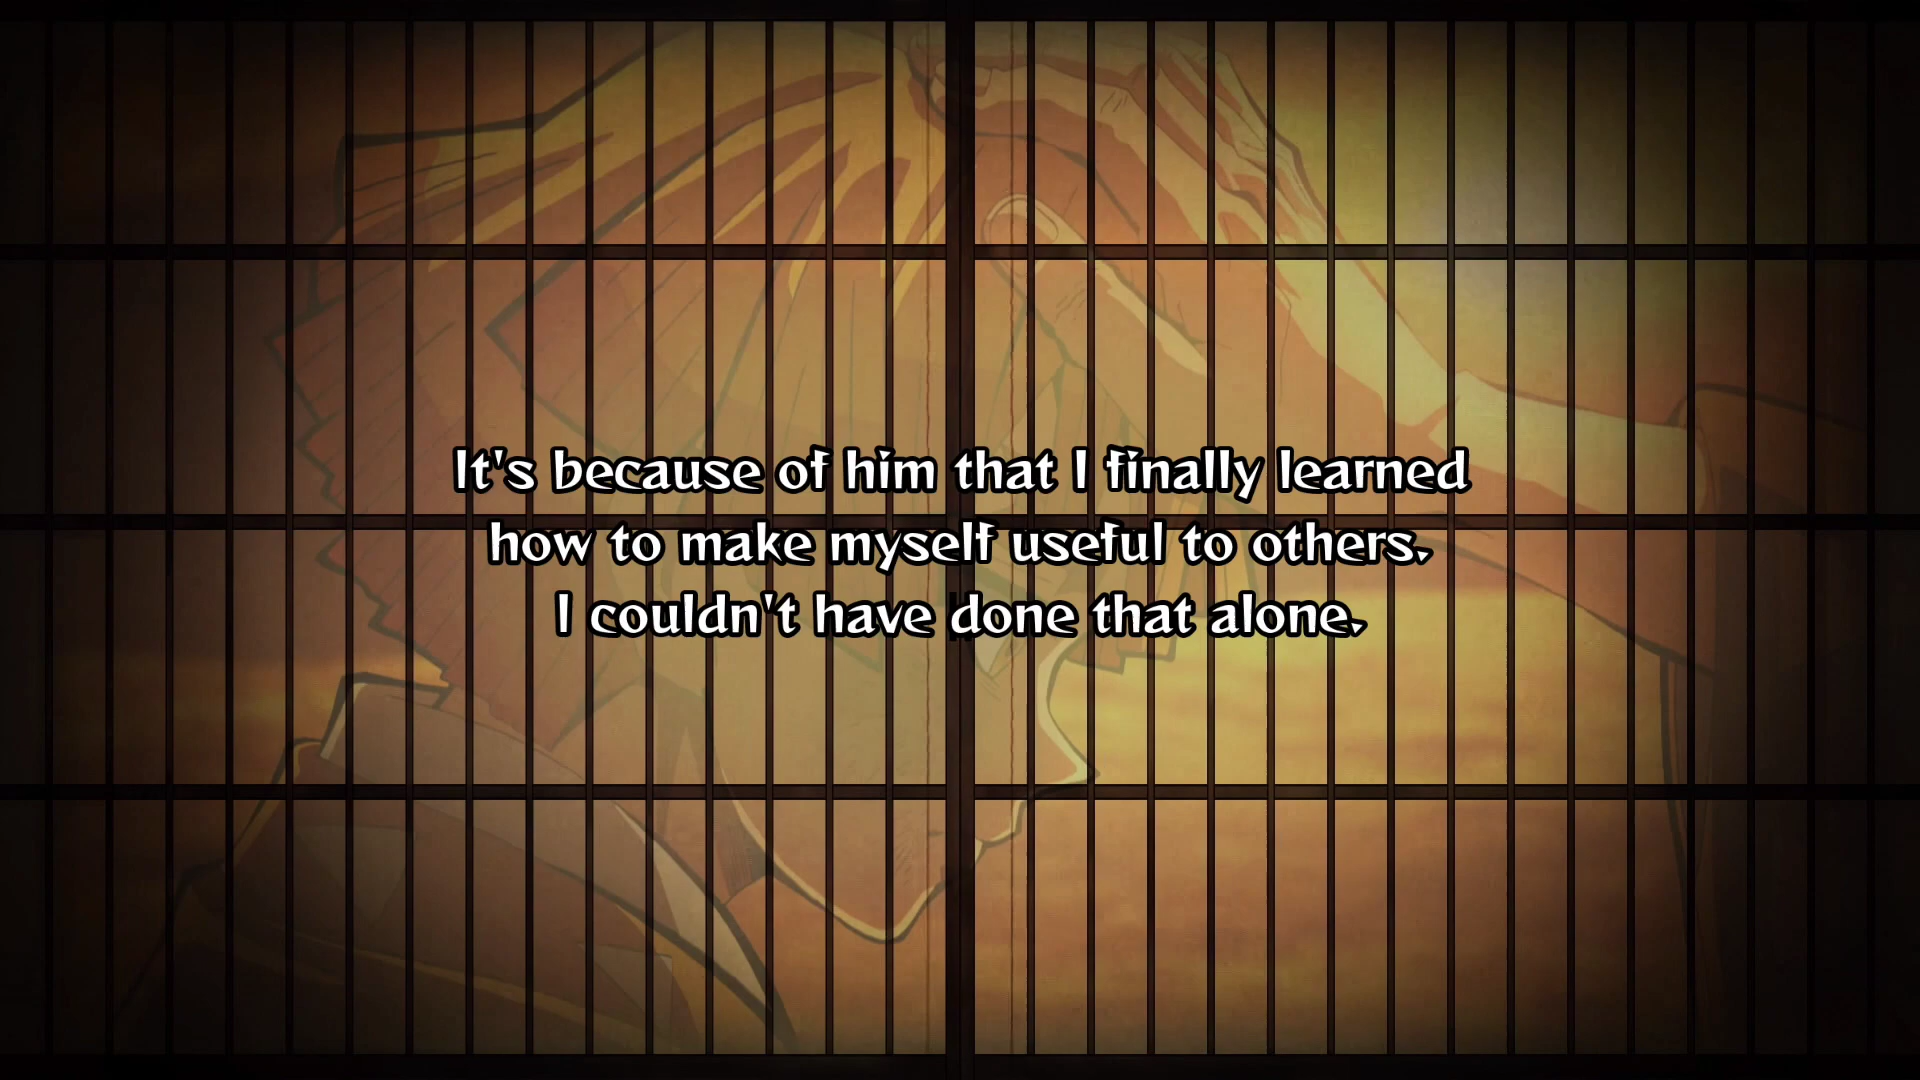 It's because of him that I finally learned
how to make myself useful to others.
I couldn't have done that alone.